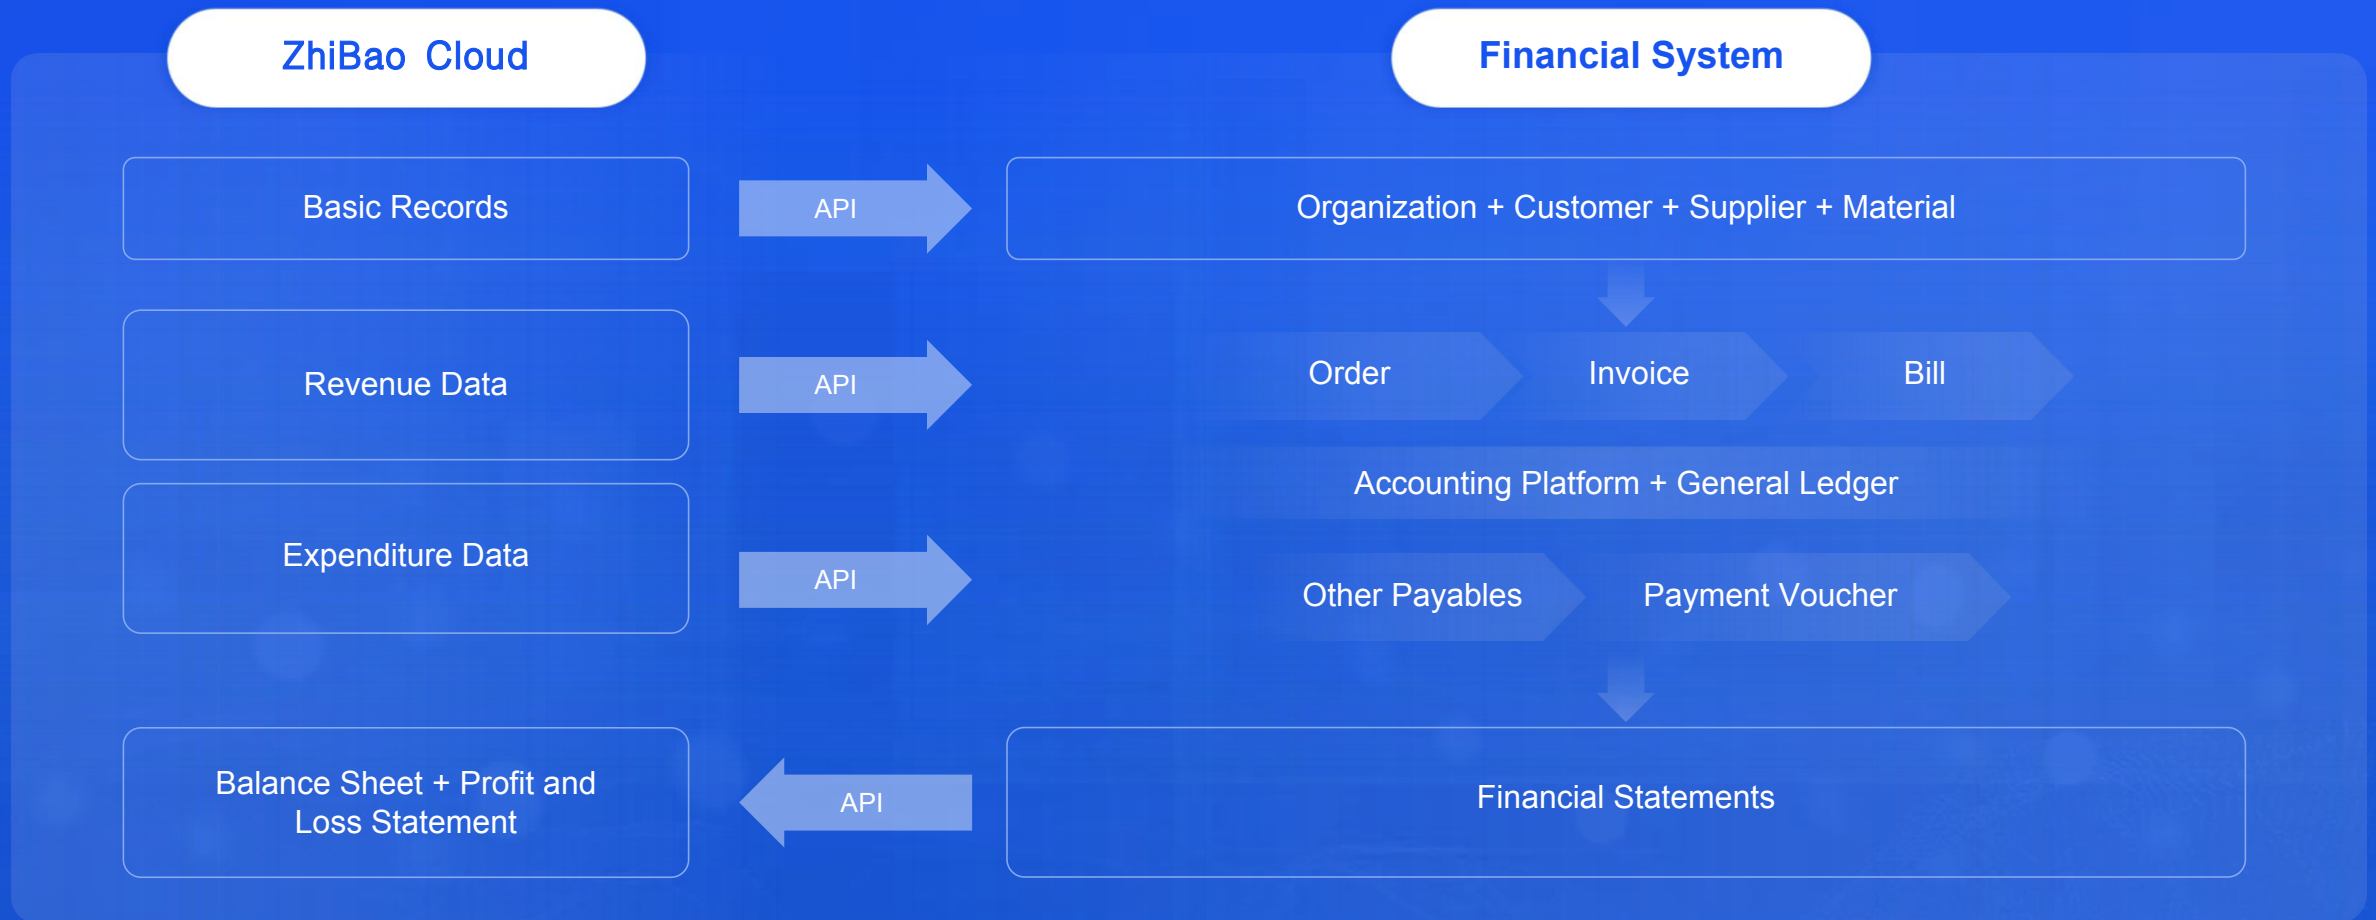 ZhiBao Cloud
Financial System
Basic Records
API
Organization + Customer + Supplier + Material
Revenue Data
API
Order
Invoice
Bill
Accounting Platform + General Ledger
Expenditure Data
API
Other Payables
Payment Voucher
Balance Sheet + Profit and
Loss Statement
API
Financial Statements